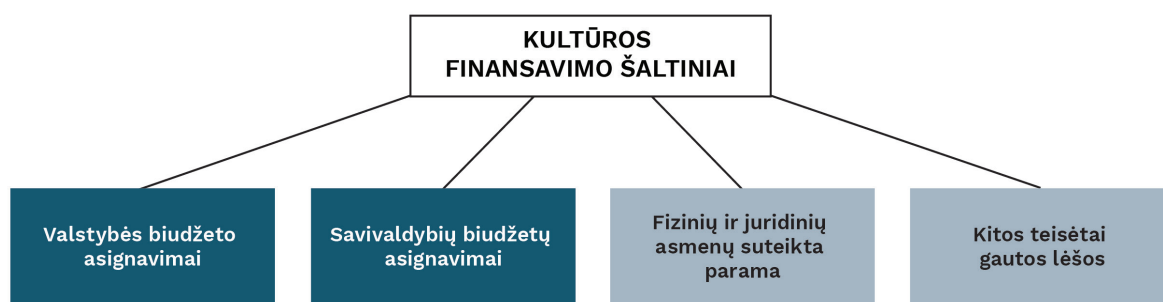 KULTŪROS
FINANSAVIMO ŠALTINIAI
Valstybės biudžeto
asignavimai
Savivaldybių biudžetų
asignavimai
Fizinių ir juridinių
asmenų suteikta
parama
Kitos teisėtai
gautos lėšos